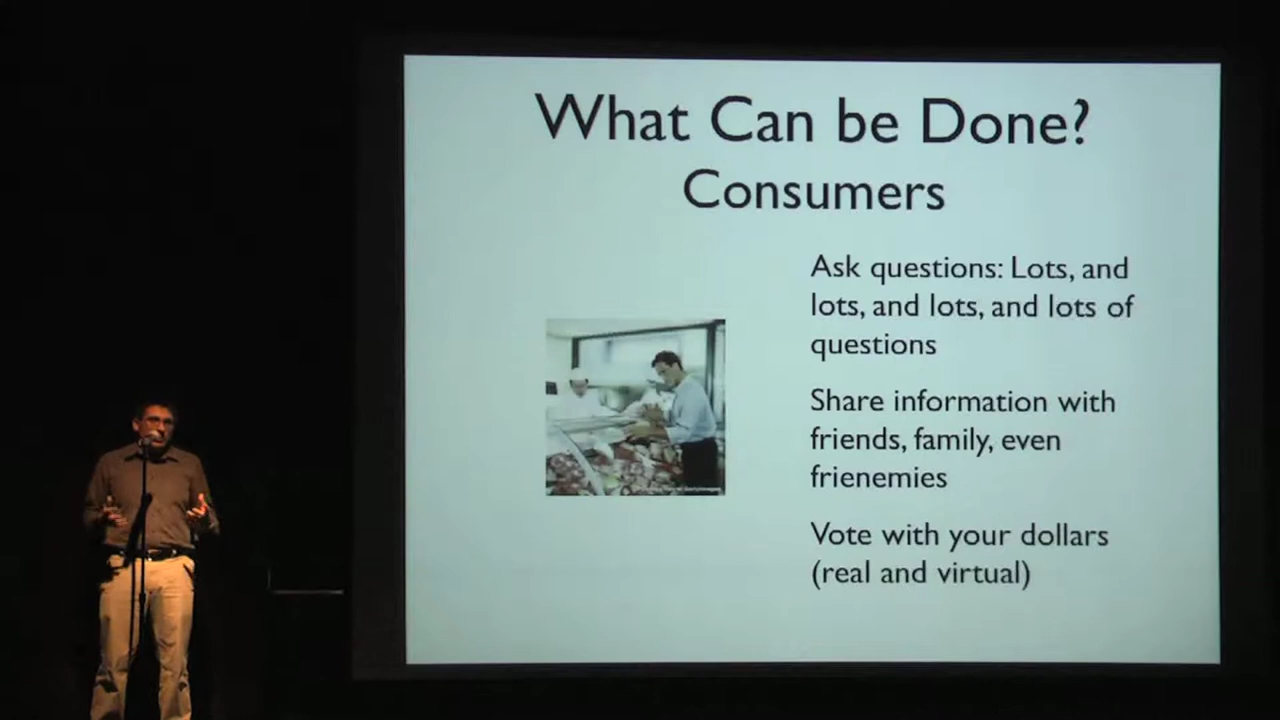 What Can be Done?
Consumers
Ask questions: Lots, and
lots, and lots, and lots of
questions
Share information with
friends, family, even
frienemies
Vote with your dollars
(real and virtual)